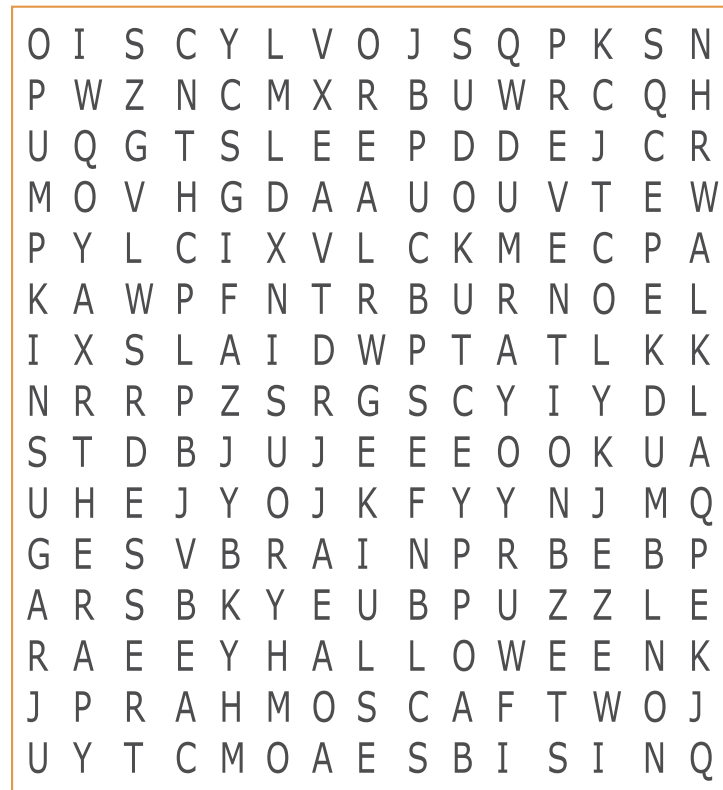 O I S C Y L V O J S Q P K S N
P W Z N C M X R B U W R C Q H
U Q G T S L E E P D D E J C R
M O V H G D A A U O U V T E W
P Y L C I X V L C K M E C P A
K A W P F N T R B U R N O E L
I X S L A I D W P T A T L K K
N R R P Z S R G S C Y I Y D L
S T D B J U J E E E O O K U A
U H E J Y O J K F Y Y N J M Q
G E S V B R A I N P R B E B P
A R S B K Y E U B P U Z Z L E
R A E E Y H A L L O W E E N K
J P R A H M O S C A F T W O J
U Y T C M O A E S B I S I N Q